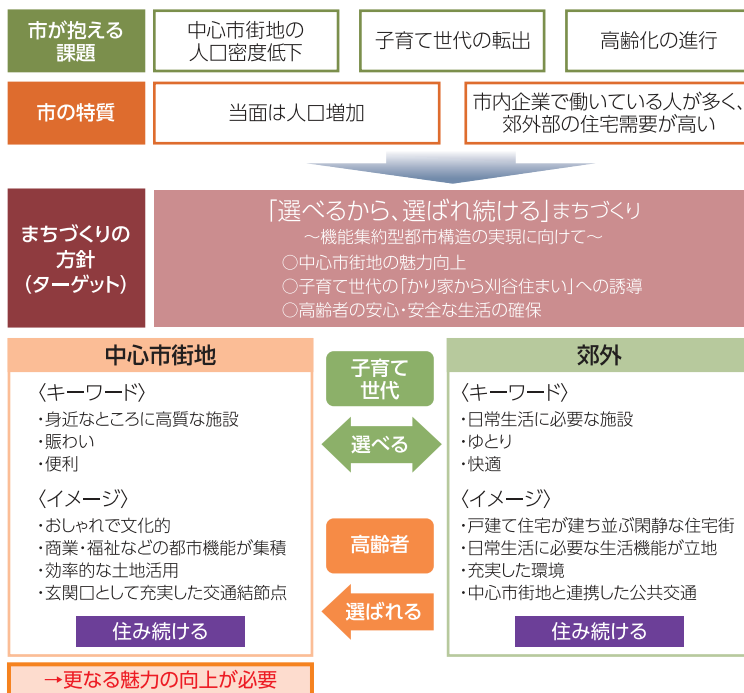 市が抱える
課題
中心市街地の
人口密度低下
子育て世代の転出
高齢化の進行
市の特質
当面は人口増加
市内企業で働いている人が多く、
郊外部の住宅需要が高い
まちづくりの
方針
(ターゲット)
「選べるから、選ばれ続ける」まちづくり
～機能集約型都市構造の実現に向けて～
○中心市街地の魅力向上
○子育て世代の「かり家から刈谷住まい」への誘導
○高齢者の安心・安全な生活の確保
中心市街地
〈キーワード〉
・身近なところに高質な施設
・賑わい
・便利
〈イメージ〉
・おしゃれで文化的
・商業・福祉などの都市機能が集積
・効率的な土地活用
・玄関口として充実した交通結節点
住み続ける
→更なる魅力の向上が必要
子育て
世代
選べる
高齢者
選ばれる
郊外
〈キーワード〉
・日常生活に必要な施設
・ゆとり
・快適
〈イメージ〉
・戸建て住宅が建ち並ぶ閑静な住宅街
・日常生活に必要な生活機能が立地
・充実した環境
・中心市街地と連携した公共交通
住み続ける